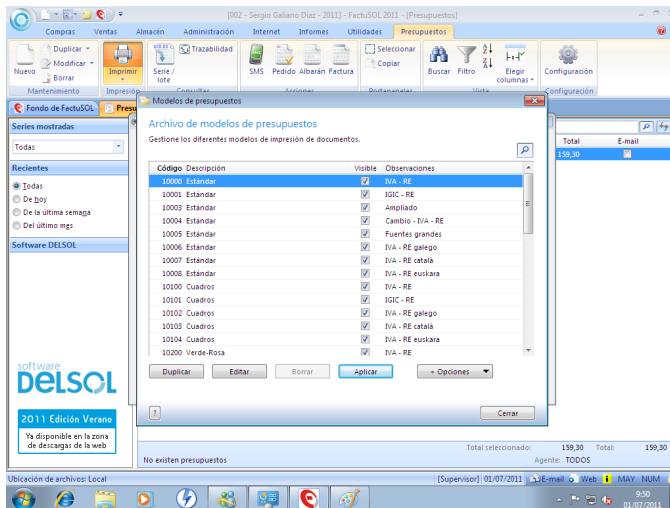 [002 - Sergio Galiano Diaz - 2011] - FactuSOL 2011 - [Presupuestos]
Compras Ventas Almacén Administración Internet Informes Utilidades Presupuestos
Nuevo
Duplicar
Modificar
Borrar
Mantenimiento
Imprimir
Impresión
Serie / lote
Trazabilidad
Consultar
SMS Pedido Albarán Factura
Acciones
Seleccionar
Copiar
Portapapeles
Buscar Filtro
Elegir columnas
Vista
Configuración
Configuración
Fondo de FactuSOL
Presu
Series mostradas
Todas
Recientes
Todas
De hoy
De la última semana
Del último mes
Software DELSOL
Modelos de presupuestos
Archivo de modelos de presupuestos
Gestione los diferentes modelos de impresión de documentos.
Código Descripción Visible Observaciones
10000 Estándar IVA - RE
10001 Estándar IGIC - RE
10003 Estándar Ampliado
10004 Estándar Cambio - IVA - RE
10005 Estándar Fuentes grandes
10006 Estándar IVA - RE galego
10007 Estándar IVA - RE català
10008 Estándar IVA - RE euskara
10100 Cuadros IVA - RE
10101 Cuadros IGIC - RE
10102 Cuadros IVA - RE galego
10103 Cuadros IVA - RE català
10104 Cuadros IVA - RE euskara
10200 Verde-Rosa IVA - RE
Duplicar Editar Borrar Aplicar + Opciones
?
Cerrar
Total E-mail
159,30
software
DELSOL
2011 Edición Verano
Ya disponible en la zona
de descargas de la web
Total seleccionado: 159,30 Total: 159,30
No existen presupuestos
Agente: TODOS
Ubicación de archivos: Local
[Supervisor] 01/07/2011 E-mail Web MAY NUM
9:50
01/07/2011